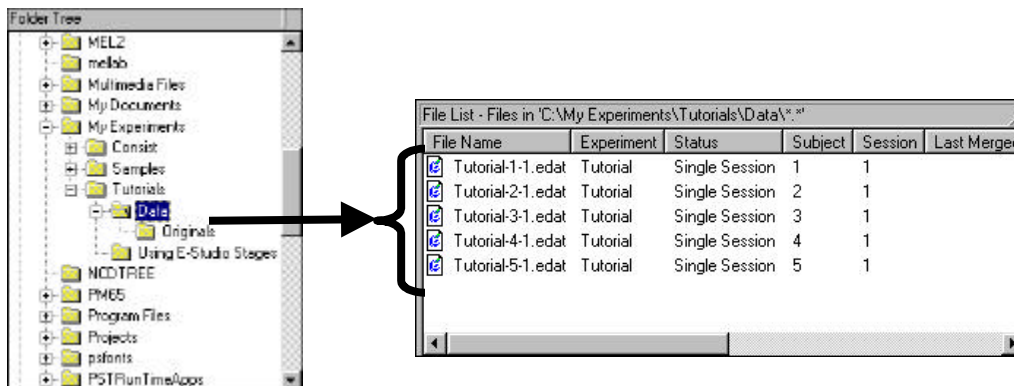 Folder Tree
MEL2
mellab
Multimedia Files
My Documents
My Experiments
Consist
Samples
Tutorials
Data
Originals
Using E-Studio Stages
NCDTREE
PM65
Program Files
Projects
psfonts
PSTRunTimeApps
File List - Files in 'C:\My Experiments\Tutorials\Data\*.*'
File Name Experiment Status Subject Session Last Merged
Tutorial-1-1.edat Tutorial Single Session 1 1
Tutorial-2-1.edat Tutorial Single Session 2 1
Tutorial-3-1.edat Tutorial Single Session 3 1
Tutorial-4-1.edat Tutorial Single Session 4 1
Tutorial-5-1.edat Tutorial Single Session 5 1